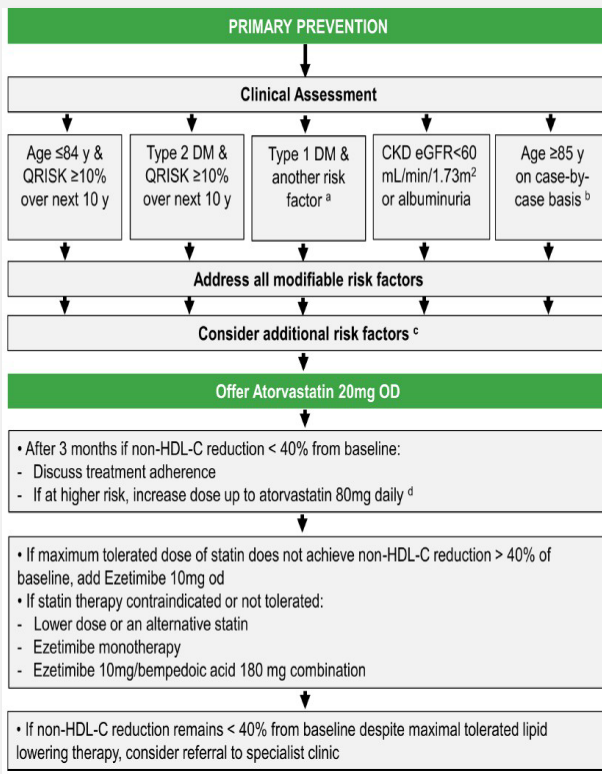 PRIMARY PREVENTION
Clinical Assessment
Age ≤84 y &
QRISK ≥10%
over next 10 y
Type 2 DM &
QRISK ≥10%
over next 10 y
Type 1 DM &
another risk
factor ᵃ
CKD eGFR<60
mL/min/1.73m²
or albuminuria
Age ≥85 y
on case-by-
case basis ᵇ
Address all modifiable risk factors
Consider additional risk factors ᶜ
Offer Atorvastatin 20mg OD
• After 3 months if non-HDL-C reduction < 40% from baseline:
- Discuss treatment adherence
- If at higher risk, increase dose up to atorvastatin 80mg daily ᵈ
• If maximum tolerated dose of statin does not achieve non-HDL-C reduction > 40% of
baseline, add Ezetimibe 10mg od
• If statin therapy contraindicated or not tolerated:
- Lower dose or an alternative statin
- Ezetimibe monotherapy
- Ezetimibe 10mg/bempedoic acid 180 mg combination
• If non-HDL-C reduction remains < 40% from baseline despite maximal tolerated lipid
lowering therapy, consider referral to specialist clinic